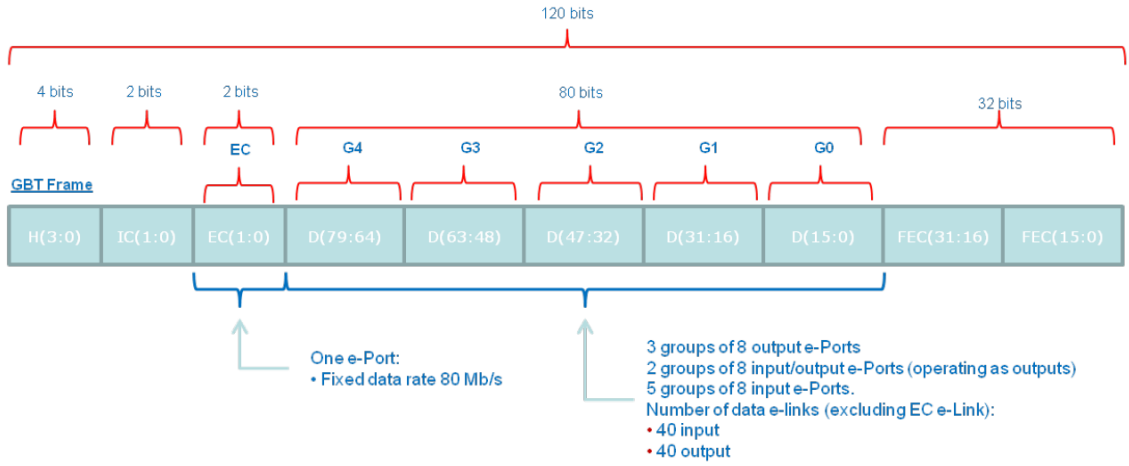 120 bits
4 bits
2 bits
2 bits
80 bits
32 bits
EC
G4
G3
G2
G1
G0
GBT Frame
H(3:0)
IC(1:0)
EC(1:0)
D(79:64)
D(63:48)
D(47:32)
D(31:16)
D(15:0)
FEC(31:16)
FEC(15:0)
One e-Port:
• Fixed data rate 80 Mb/s
3 groups of 8 output e-Ports
2 groups of 8 input/output e-Ports (operating as outputs)
5 groups of 8 input e-Ports.
Number of data e-links (excluding EC e-Link):
• 40 input
• 40 output